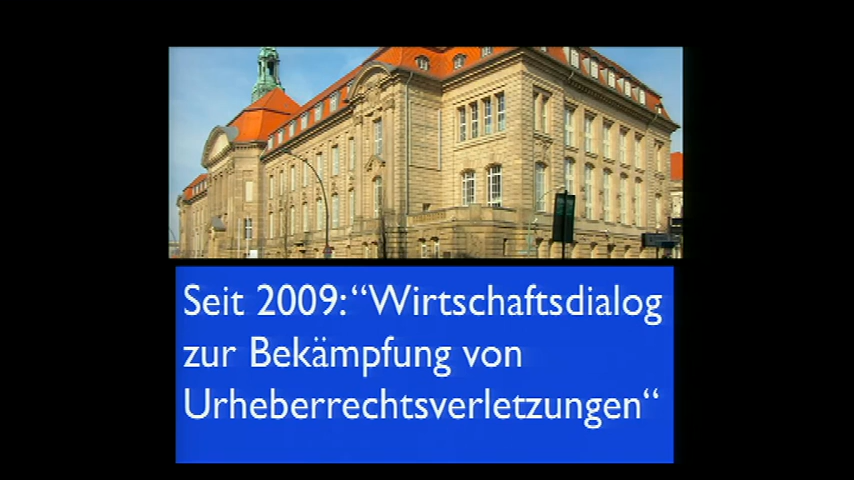 Seit 2009: “Wirtschaftsdialog
zur Bekämpfung von
Urheberrechtsverletzungen“